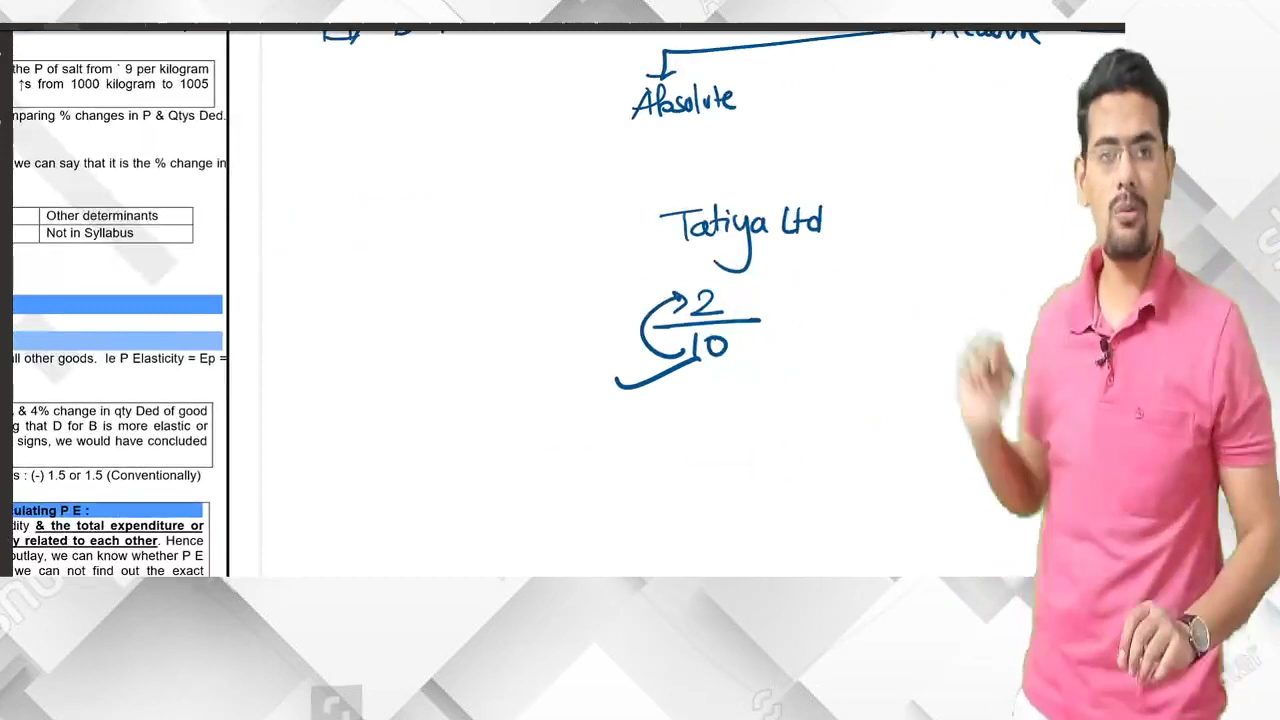 the P of salt from ` 9 per kilogram
↑s from 1000 kilogram to 1005
nparing % changes in P & Qtys Ded.
we can say that it is the % change in
Other determinants
Not in Syllabus
ll other goods. Ie P Elasticity = Ep =
& 4% change in qty Ded of good
g that D for B is more elastic or
signs, we would have concluded
s : (-) 1.5 or 1.5 (Conventionally)
ulating P E :
dity & the total expenditure or
y related to each other. Hence
outlay, we can know whether P E
we can not find out the exact
Absolute
Tatiya Ltd
2
10